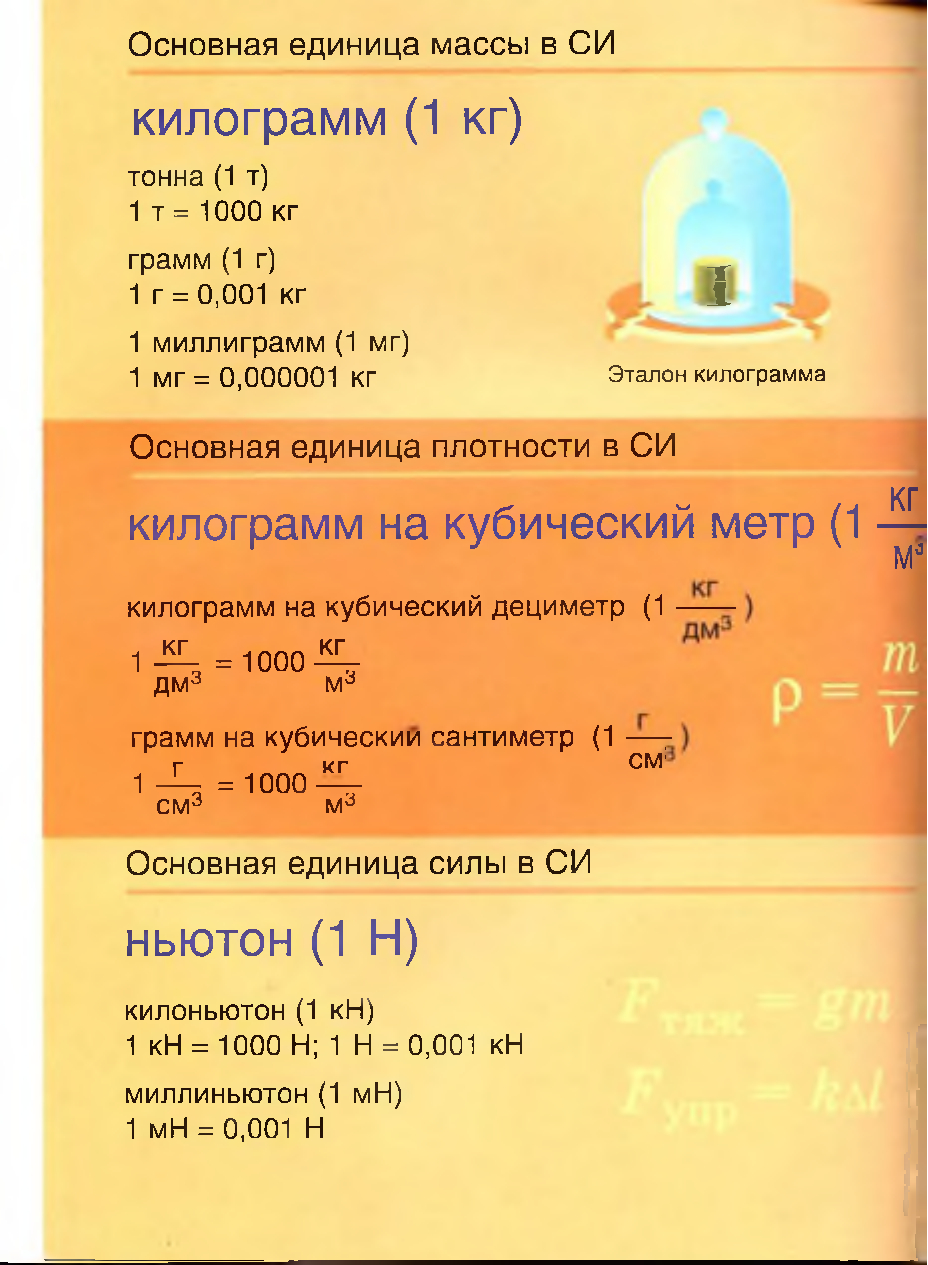 Основная единица массы в СИ
килограмм (1 кг)
тонна (1 т)
1 т = 1000 кг
грамм (1 г)
1 г = 0,001 кг
1 миллиграмм (1 мг)
1 мг = 0,000001 кг
Эталон килограмма
Основная единица плотности в СИ
килограмм на кубический метр (1 кг/м³
килограмм на кубический дециметр (1 кг/дм³)
1 кг/дм³ = 1000 кг/м³
ρ = m/V
грамм на кубический сантиметр (1 г/см³)
1 г/см³ = 1000 кг/м³
Основная единица силы в СИ
ньютон (1 Н)
килоньютон (1 кН)
1 кН = 1000 Н; 1 Н = 0,001 кН
миллиньютон (1 мН)
1 мН = 0,001 Н
Fтяж = gm
Fупр = kΔl